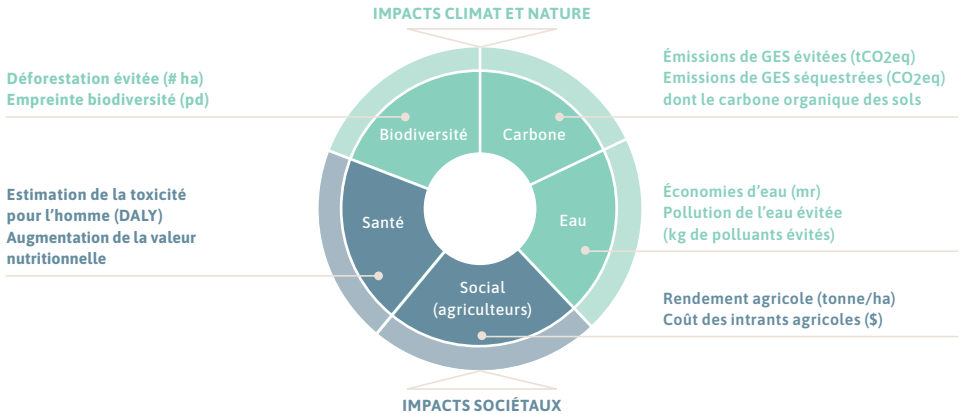 IMPACTS CLIMAT ET NATURE
Déforestation évitée (# ha)
Empreinte biodiversité (pd)
Émissions de GES évitées (tCO2eq)
Emissions de GES séquestrées (CO2eq)
dont le carbone organique des sols
Biodiversité
Carbone
Estimation de la toxicité
pour l'homme (DALY)
Augmentation de la valeur
nutritionnelle
Santé
Eau
Économies d'eau (mr)
Pollution de l'eau évitée
(kg de polluants évités)
Social
(agriculteurs)
Rendement agricole (tonne/ha)
Coût des intrants agricoles ($)
IMPACTS SOCIÉTAUX